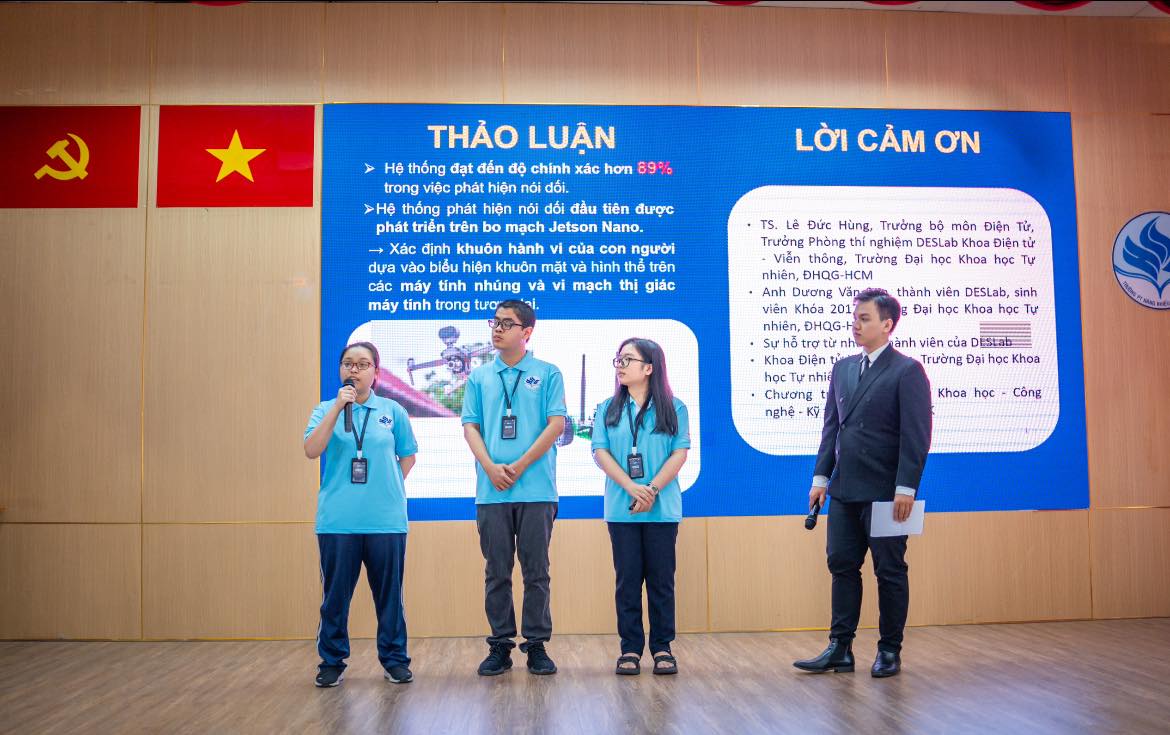 THẢO LUẬN
➢ Hệ thống đạt đến độ chính xác hơn 89%
trong việc phát hiện nói dối.
➢Hệ thống phát hiện nói dối đầu tiên được
phát triển trên bo mạch Jetson Nano.
→ Xác định khuôn hành vi của con người
dựa vào biểu hiện khuôn mặt và hình thể trên
các máy tính nhúng và vi mạch thị giác
máy tính trong
LỜI CẢM ƠN
• TS. Lê Đức Hùng, Trưởng bộ môn Điện Tử,
Trưởng Phòng thí nghiệm DESLab Khoa Điện tử
- Viễn thông, Trường Đại học Khoa học Tự
nhiên, ĐHQG-HCM
• Anh Dương Văn thành viên DESLab, sinh
viên Khóa Đại học Khoa học Tự
nhiên,
• Sự hỗ trợ từ thành viên của DESLab
• Khoa Điện tử Trường Đại học Khoa
học Tự
• Chương Khoa học - Công
nghệ - Kỹ